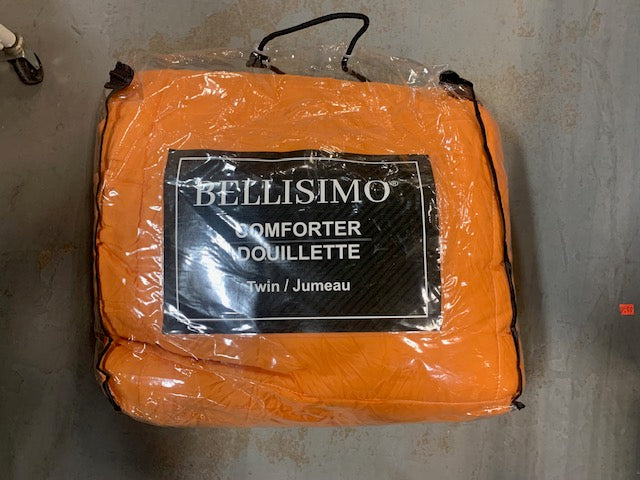 BELLISIMO®
COMFORTER
DOUILLETTE
Twin / Jumeau